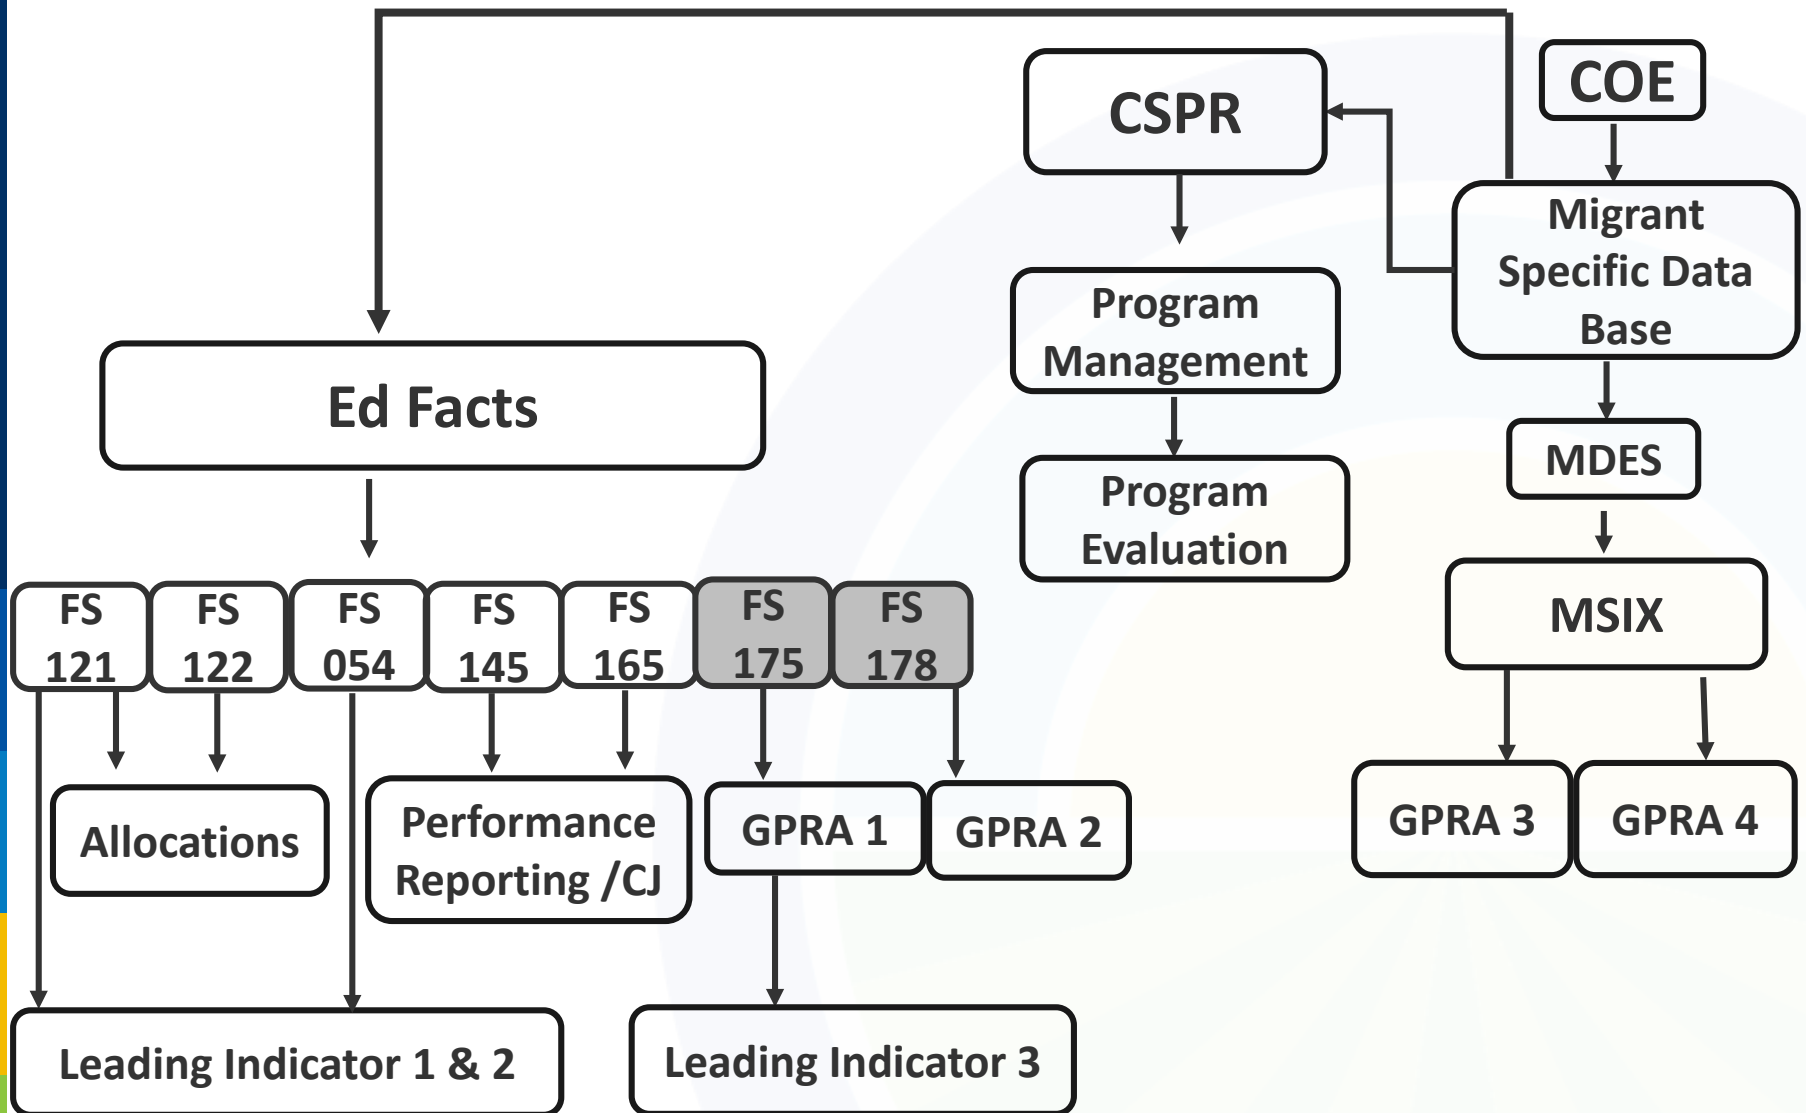 COE
CSPR
Migrant
Specific Data
Base
Program
Management
Ed Facts
MDES
Program
Evaluation
MSIX
FS
121
FS
122
FS
054
FS
145
FS
165
FS
175
FS
178
Allocations
Performance
Reporting /CJ
GPRA 1
GPRA 2
GPRA 3
GPRA 4
Leading Indicator 1 & 2
Leading Indicator 3